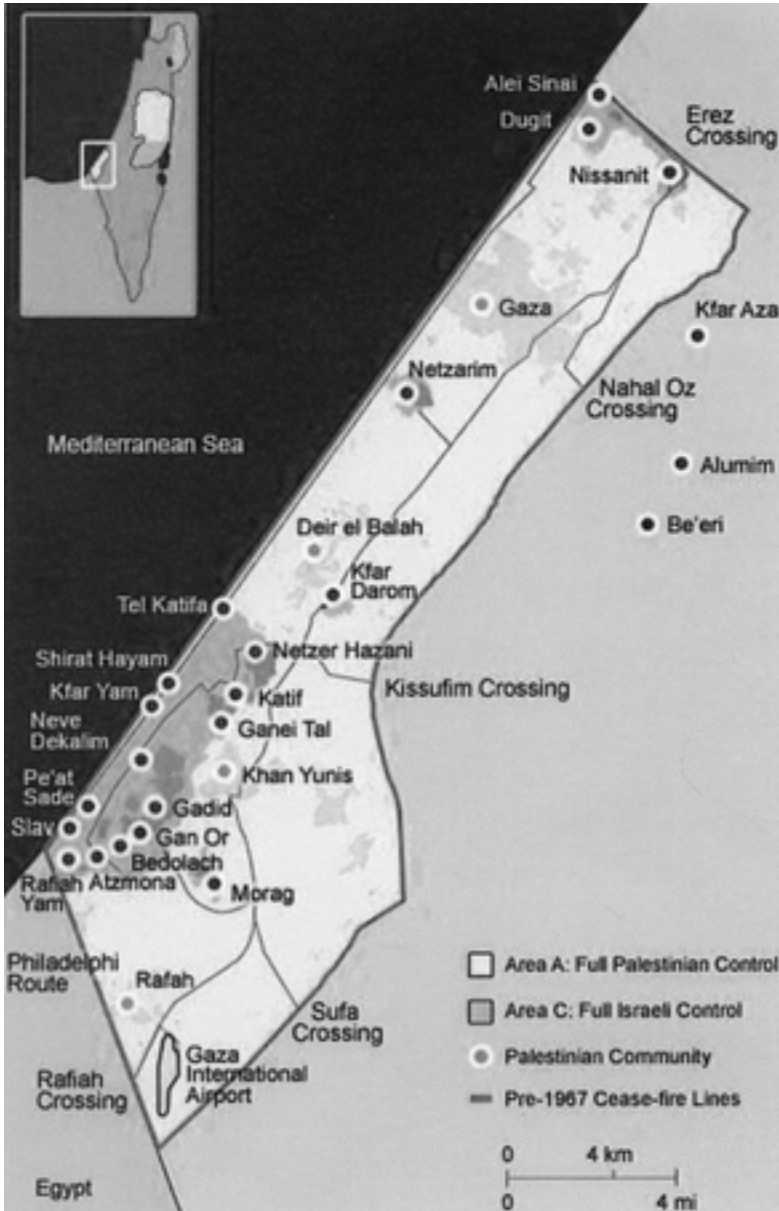 Alei Sinai
Dugit
Erez
Crossing
Nissanit
Gaza
Kfar Aza
Netzarim
Nahal Oz
Crossing
Mediterranean Sea
Alumim
Deir el Balah
Be'eri
Kfar
Darom
Tel Katifa
Netzer Hazani
Shirat Hayam
Kissufim Crossing
Kfar Yam
Katif
Neve
Dekalim
Ganei Tal
Khan Yunis
Pe'at
Sade
Gadid
Slav
Gan Or
Bedolach
Rafiah
Yam
Atzmona
Morag
Philadelphi
Route
Rafah
Sufa
Crossing
Gaza
International
Airport
Rafiah
Crossing
Egypt
Area A: Full Palestinian Control
Area C: Full Israeli Control
Palestinian Community
Pre-1967 Cease-fire Lines
0 4 km
0 4 mi